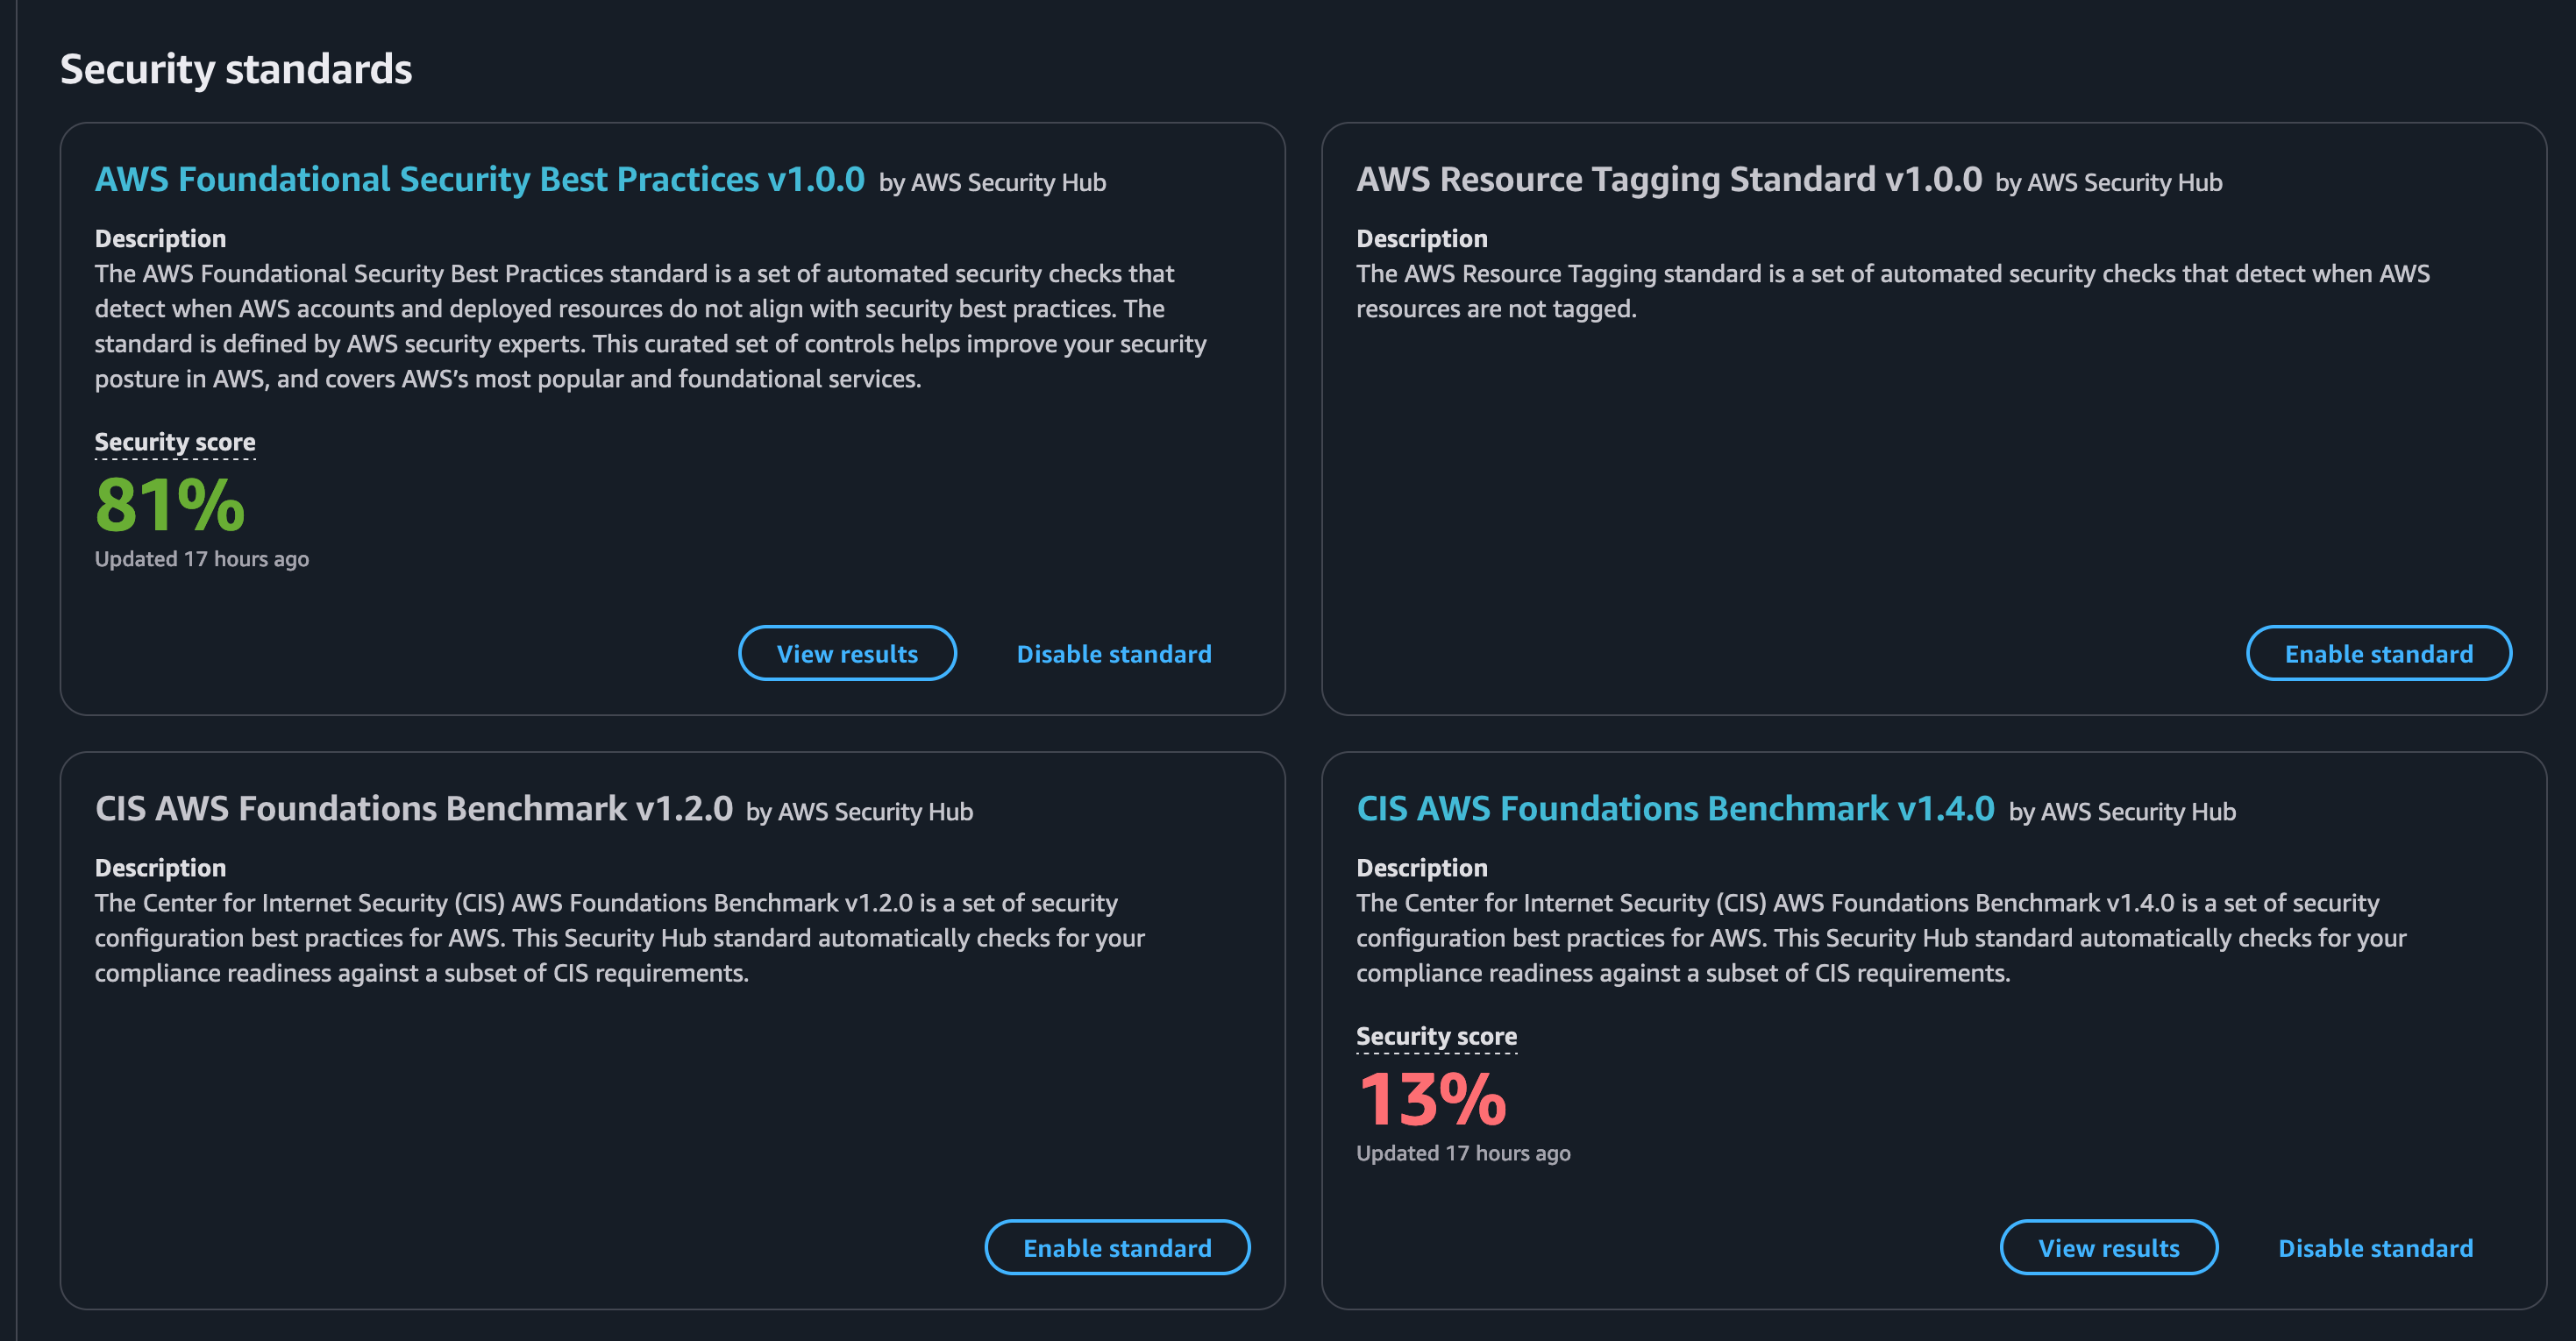 Security standards
AWS Foundational Security Best Practices v1.0.0 by AWS Security Hub
Description
The AWS Foundational Security Best Practices standard is a set of automated security checks that
detect when AWS accounts and deployed resources do not align with security best practices. The
standard is defined by AWS security experts. This curated set of controls helps improve your security
posture in AWS, and covers AWS’s most popular and foundational services.
Security score
81%
Updated 17 hours ago
View results
Disable standard
AWS Resource Tagging Standard v1.0.0 by AWS Security Hub
Description
The AWS Resource Tagging standard is a set of automated security checks that detect when AWS
resources are not tagged.
Enable standard
CIS AWS Foundations Benchmark v1.2.0 by AWS Security Hub
Description
The Center for Internet Security (CIS) AWS Foundations Benchmark v1.2.0 is a set of security
configuration best practices for AWS. This Security Hub standard automatically checks for your
compliance readiness against a subset of CIS requirements.
Enable standard
CIS AWS Foundations Benchmark v1.4.0 by AWS Security Hub
Description
The Center for Internet Security (CIS) AWS Foundations Benchmark v1.4.0 is a set of security
configuration best practices for AWS. This Security Hub standard automatically checks for your
compliance readiness against a subset of CIS requirements.
Security score
13%
Updated 17 hours ago
View results
Disable standard